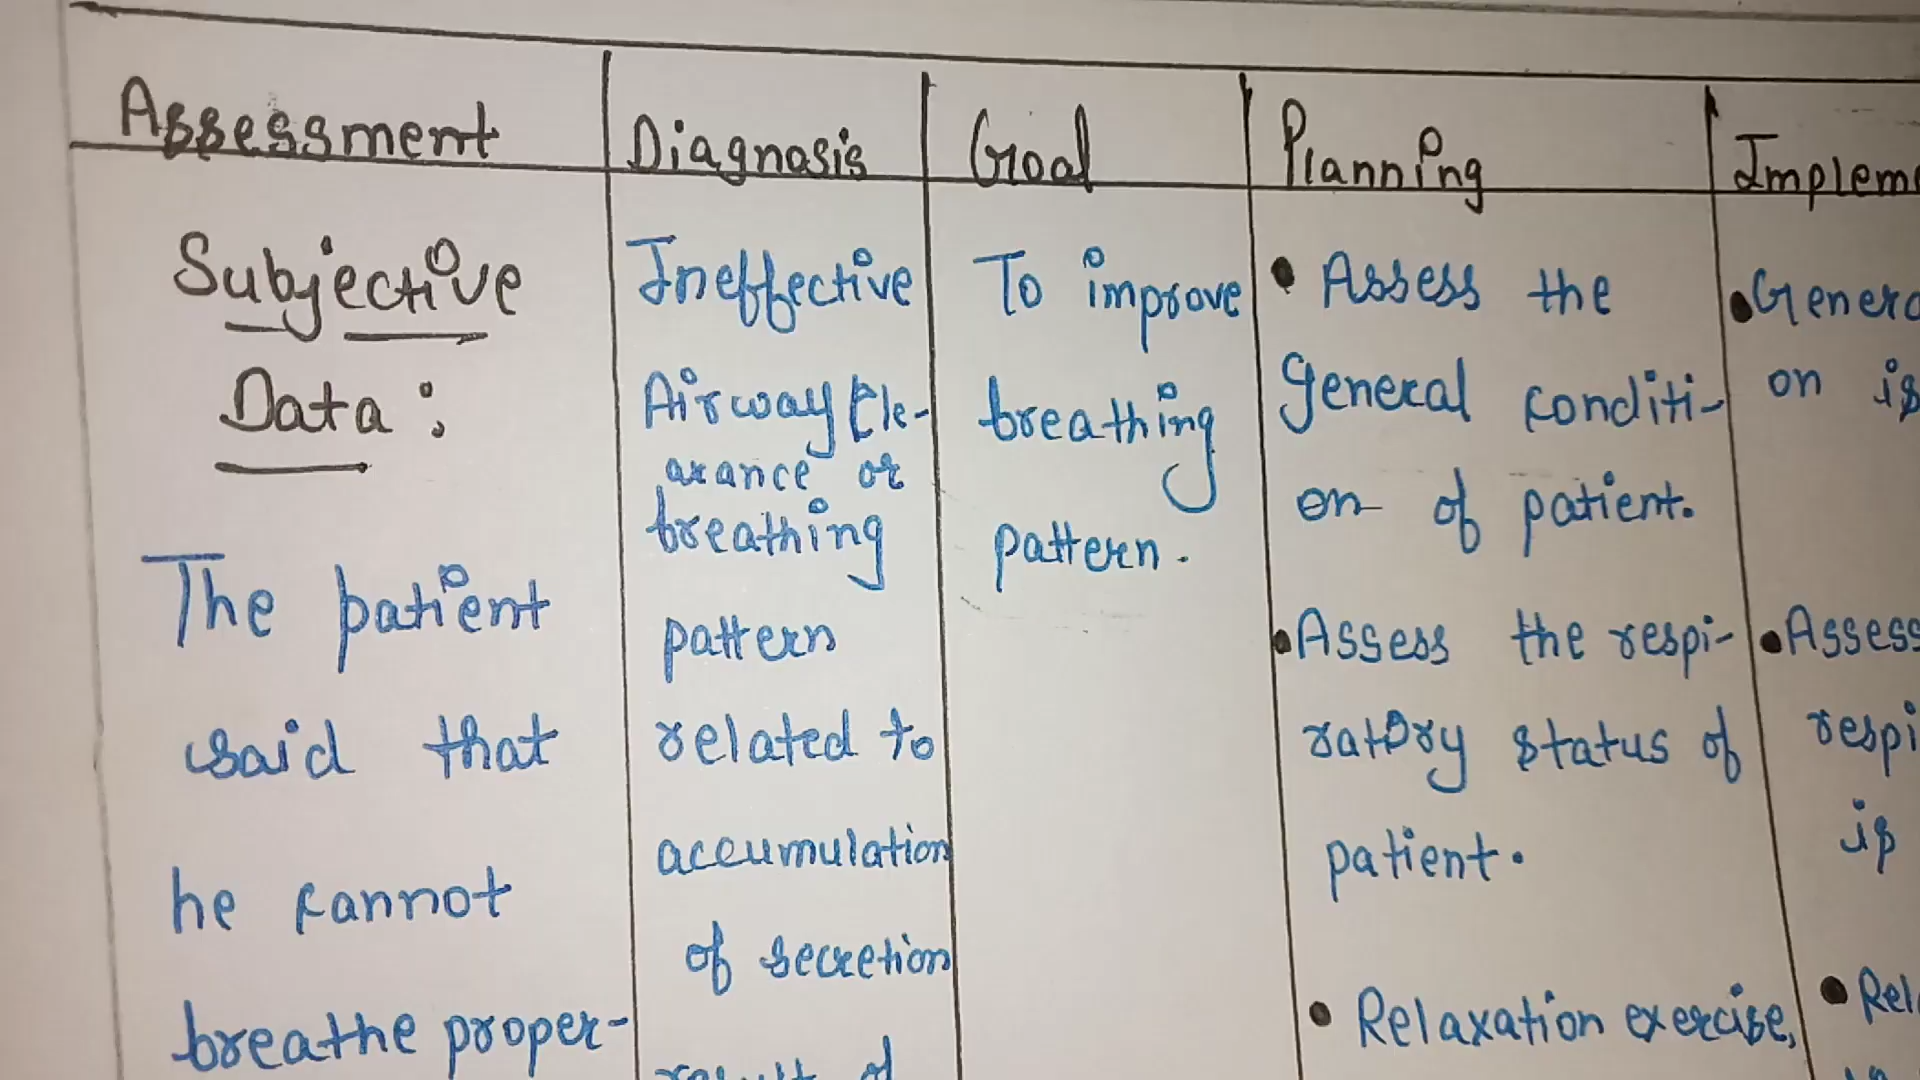 Assessment
Subjective
Data :
The patient
said that
he cannot
breathe proper-
Diagnosis
Ineffective
Airway Cle-
arance or
breathing
pattern
related to
accumulation
of secretion
result of
Goal
To improve
breathing
pattern.
Planning
• Assess the
general conditi-
on of patient.
• Assess the respi-
ratory status of
patient.
• Relaxation exercise,
Implem
• Genera
on is
• Assess
respi
is
• Rel